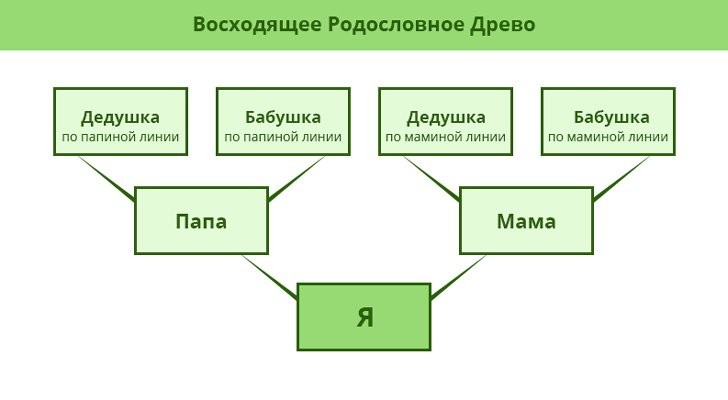 Восходящее Родословное Древо
Дедушка
по папиной линии
Бабушка
по папиной линии
Дедушка
по маминой линии
Бабушка
по маминой линии
Папа
Мама
Я